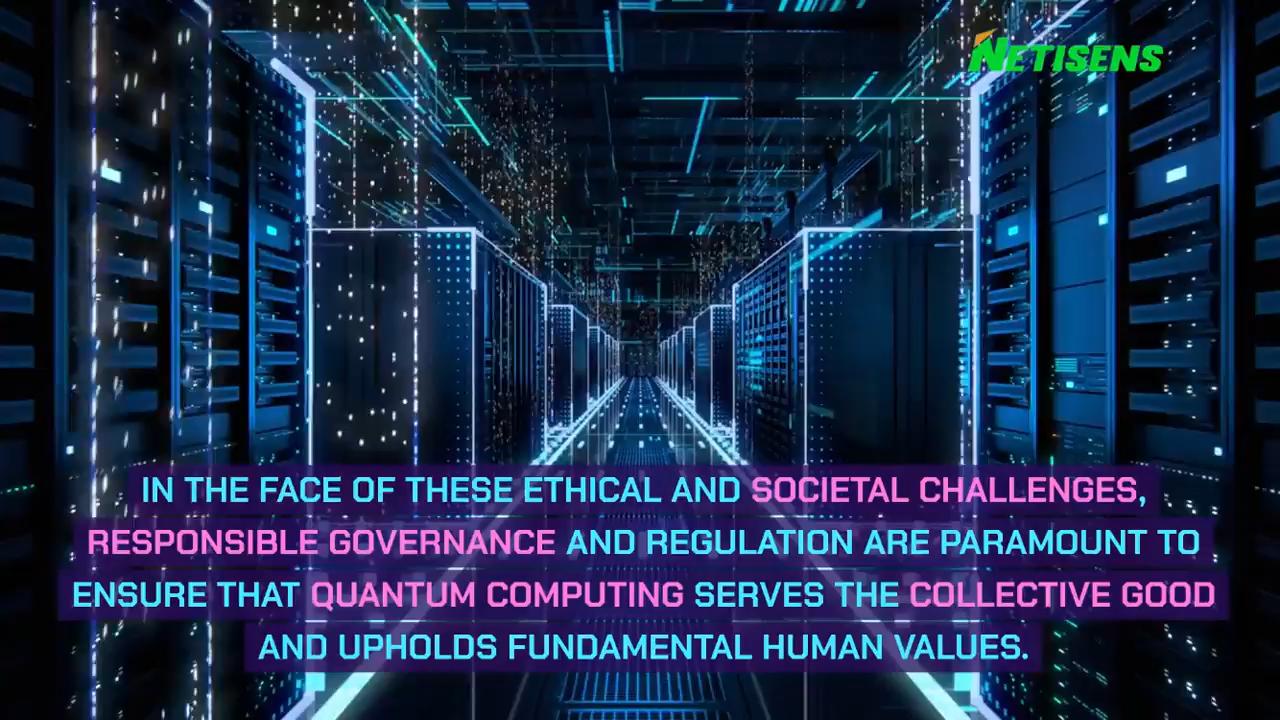 NETISENS
IN THE FACE OF THESE ETHICAL AND SOCIETAL CHALLENGES,
RESPONSIBLE GOVERNANCE AND REGULATION ARE PARAMOUNT TO
ENSURE THAT QUANTUM COMPUTING SERVES THE COLLECTIVE GOOD
AND UPHOLDS FUNDAMENTAL HUMAN VALUES.